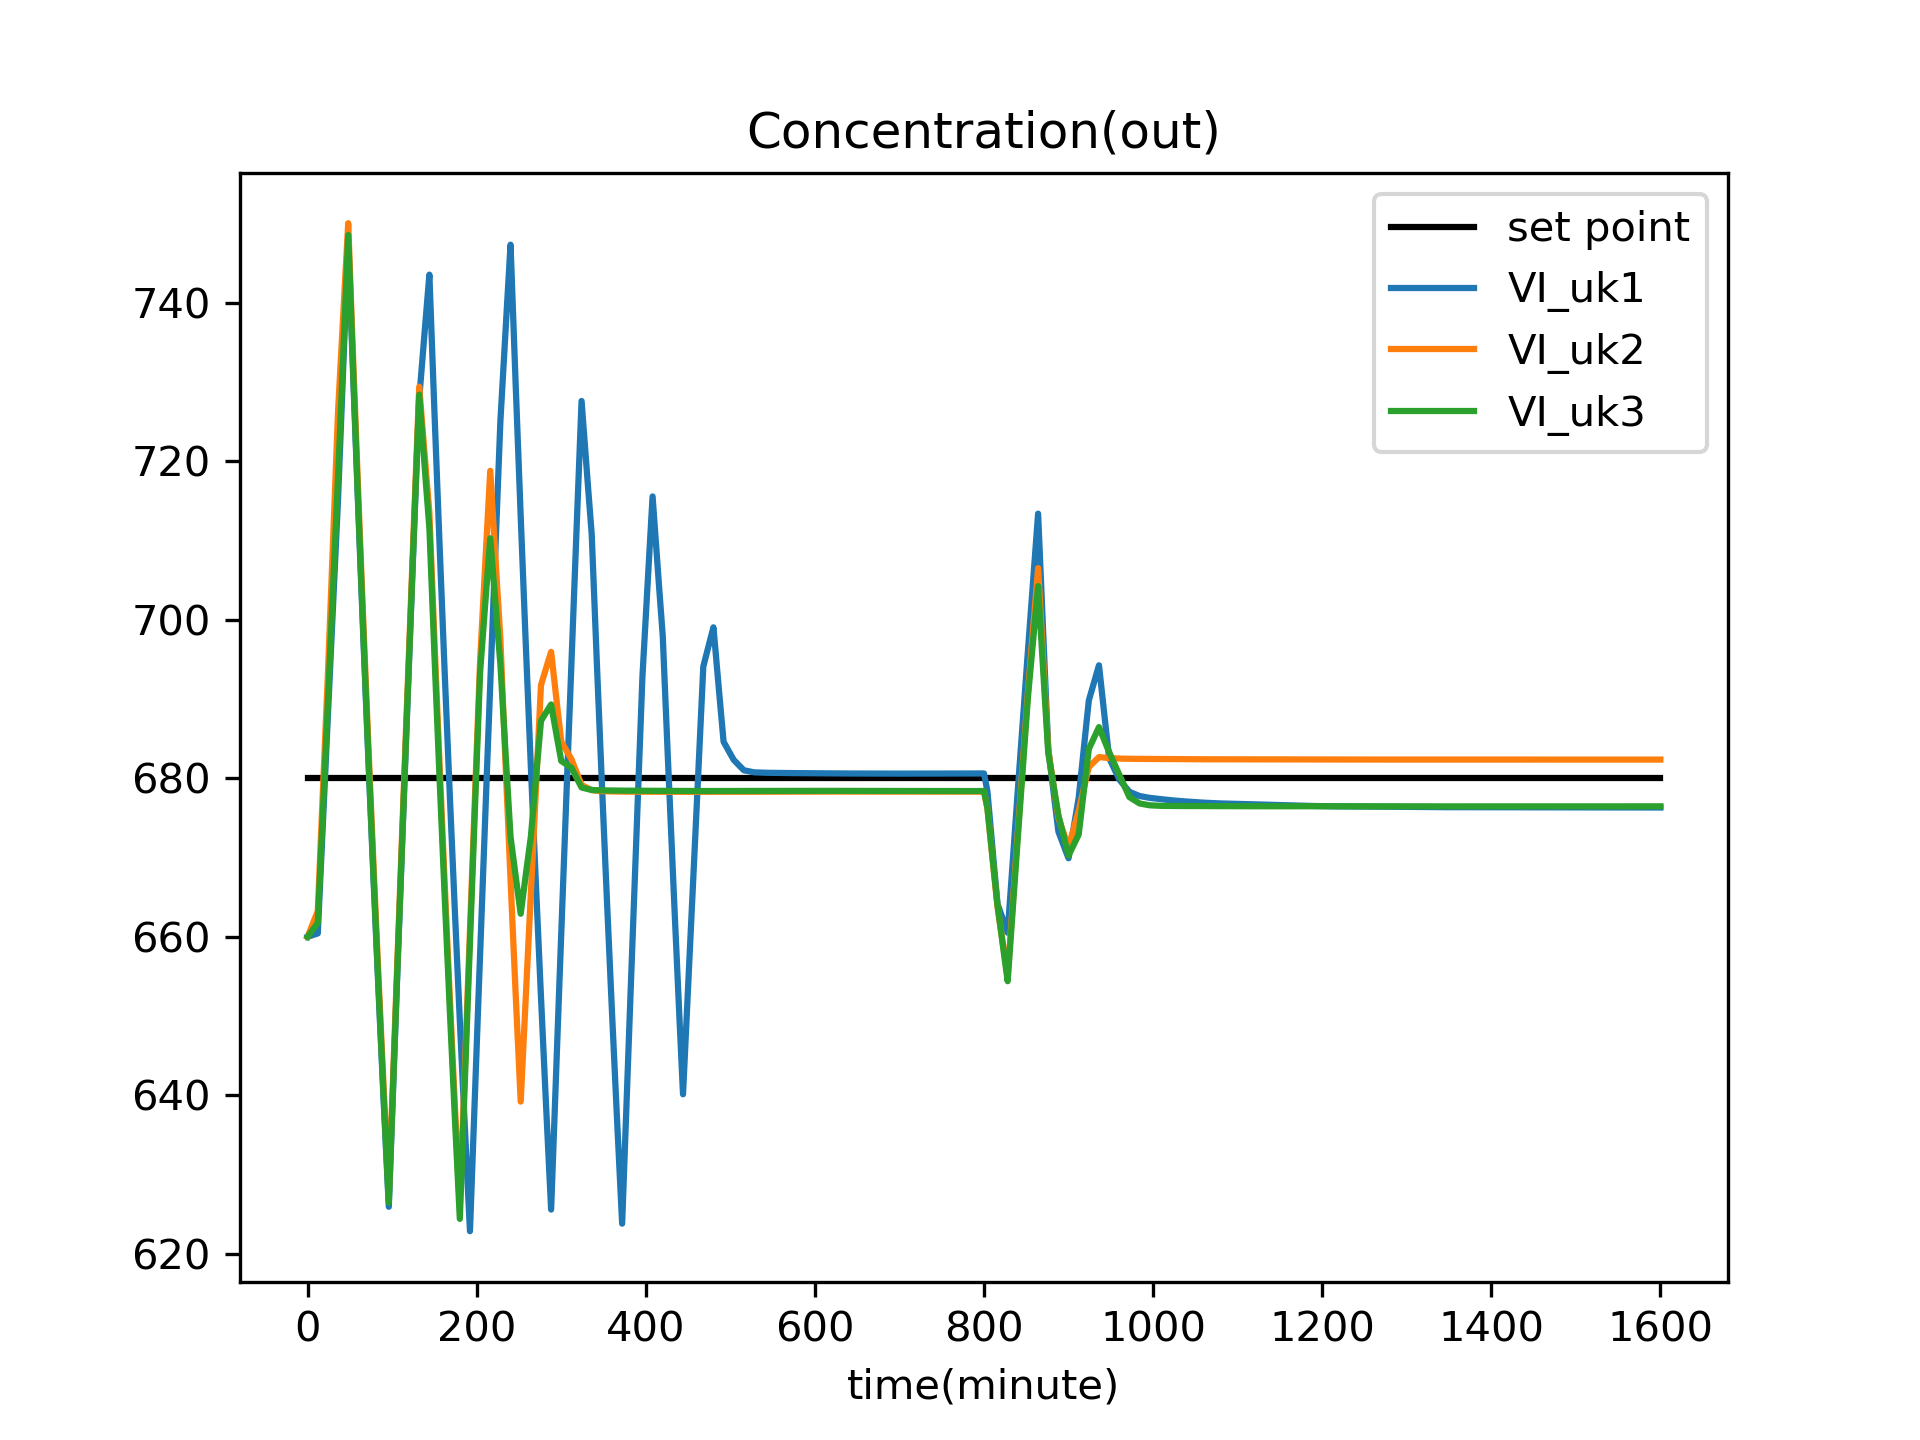 Concentration(out)
set point
VI_uk1
VI_uk2
VI_uk3
740
720
700
680
660
640
620
0 200 400 600 800 1000 1200 1400 1600
time(minute)